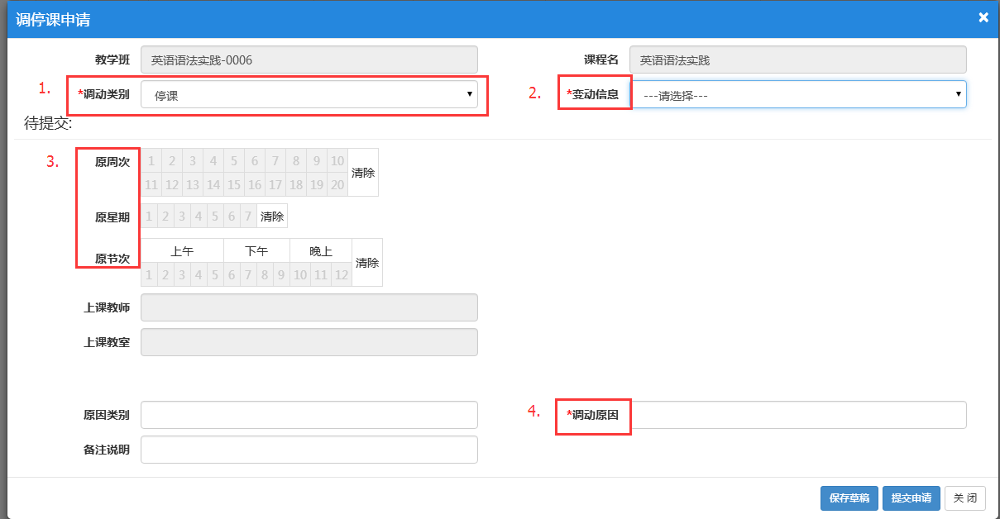 调停课申请 ×
教学班 英语语法实践-0006 课程名 英语语法实践
1. *调动类别 停课 2. *变动信息 ---请选择---
待提交:
3. 原周次 1 2 3 4 5 6 7 8 9 10 清除
11 12 13 14 15 16 17 18 19 20
原星期 1 2 3 4 5 6 7 清除
上午 下午 晚上 清除
原节次 1 2 3 4 5 6 7 8 9 10 11 12
上课教师
上课教室
原因类别 4. *调动原因
备注说明
保存草稿 提交申请 关 闭